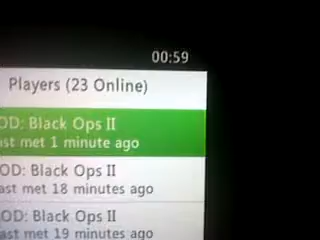 00:59
Players (23 Online)
OD: Black Ops II
ast met 1 minute ago
OD: Black Ops II
ast met 18 minutes ago
OD: Black Ops II
ast met 19 minutes ago